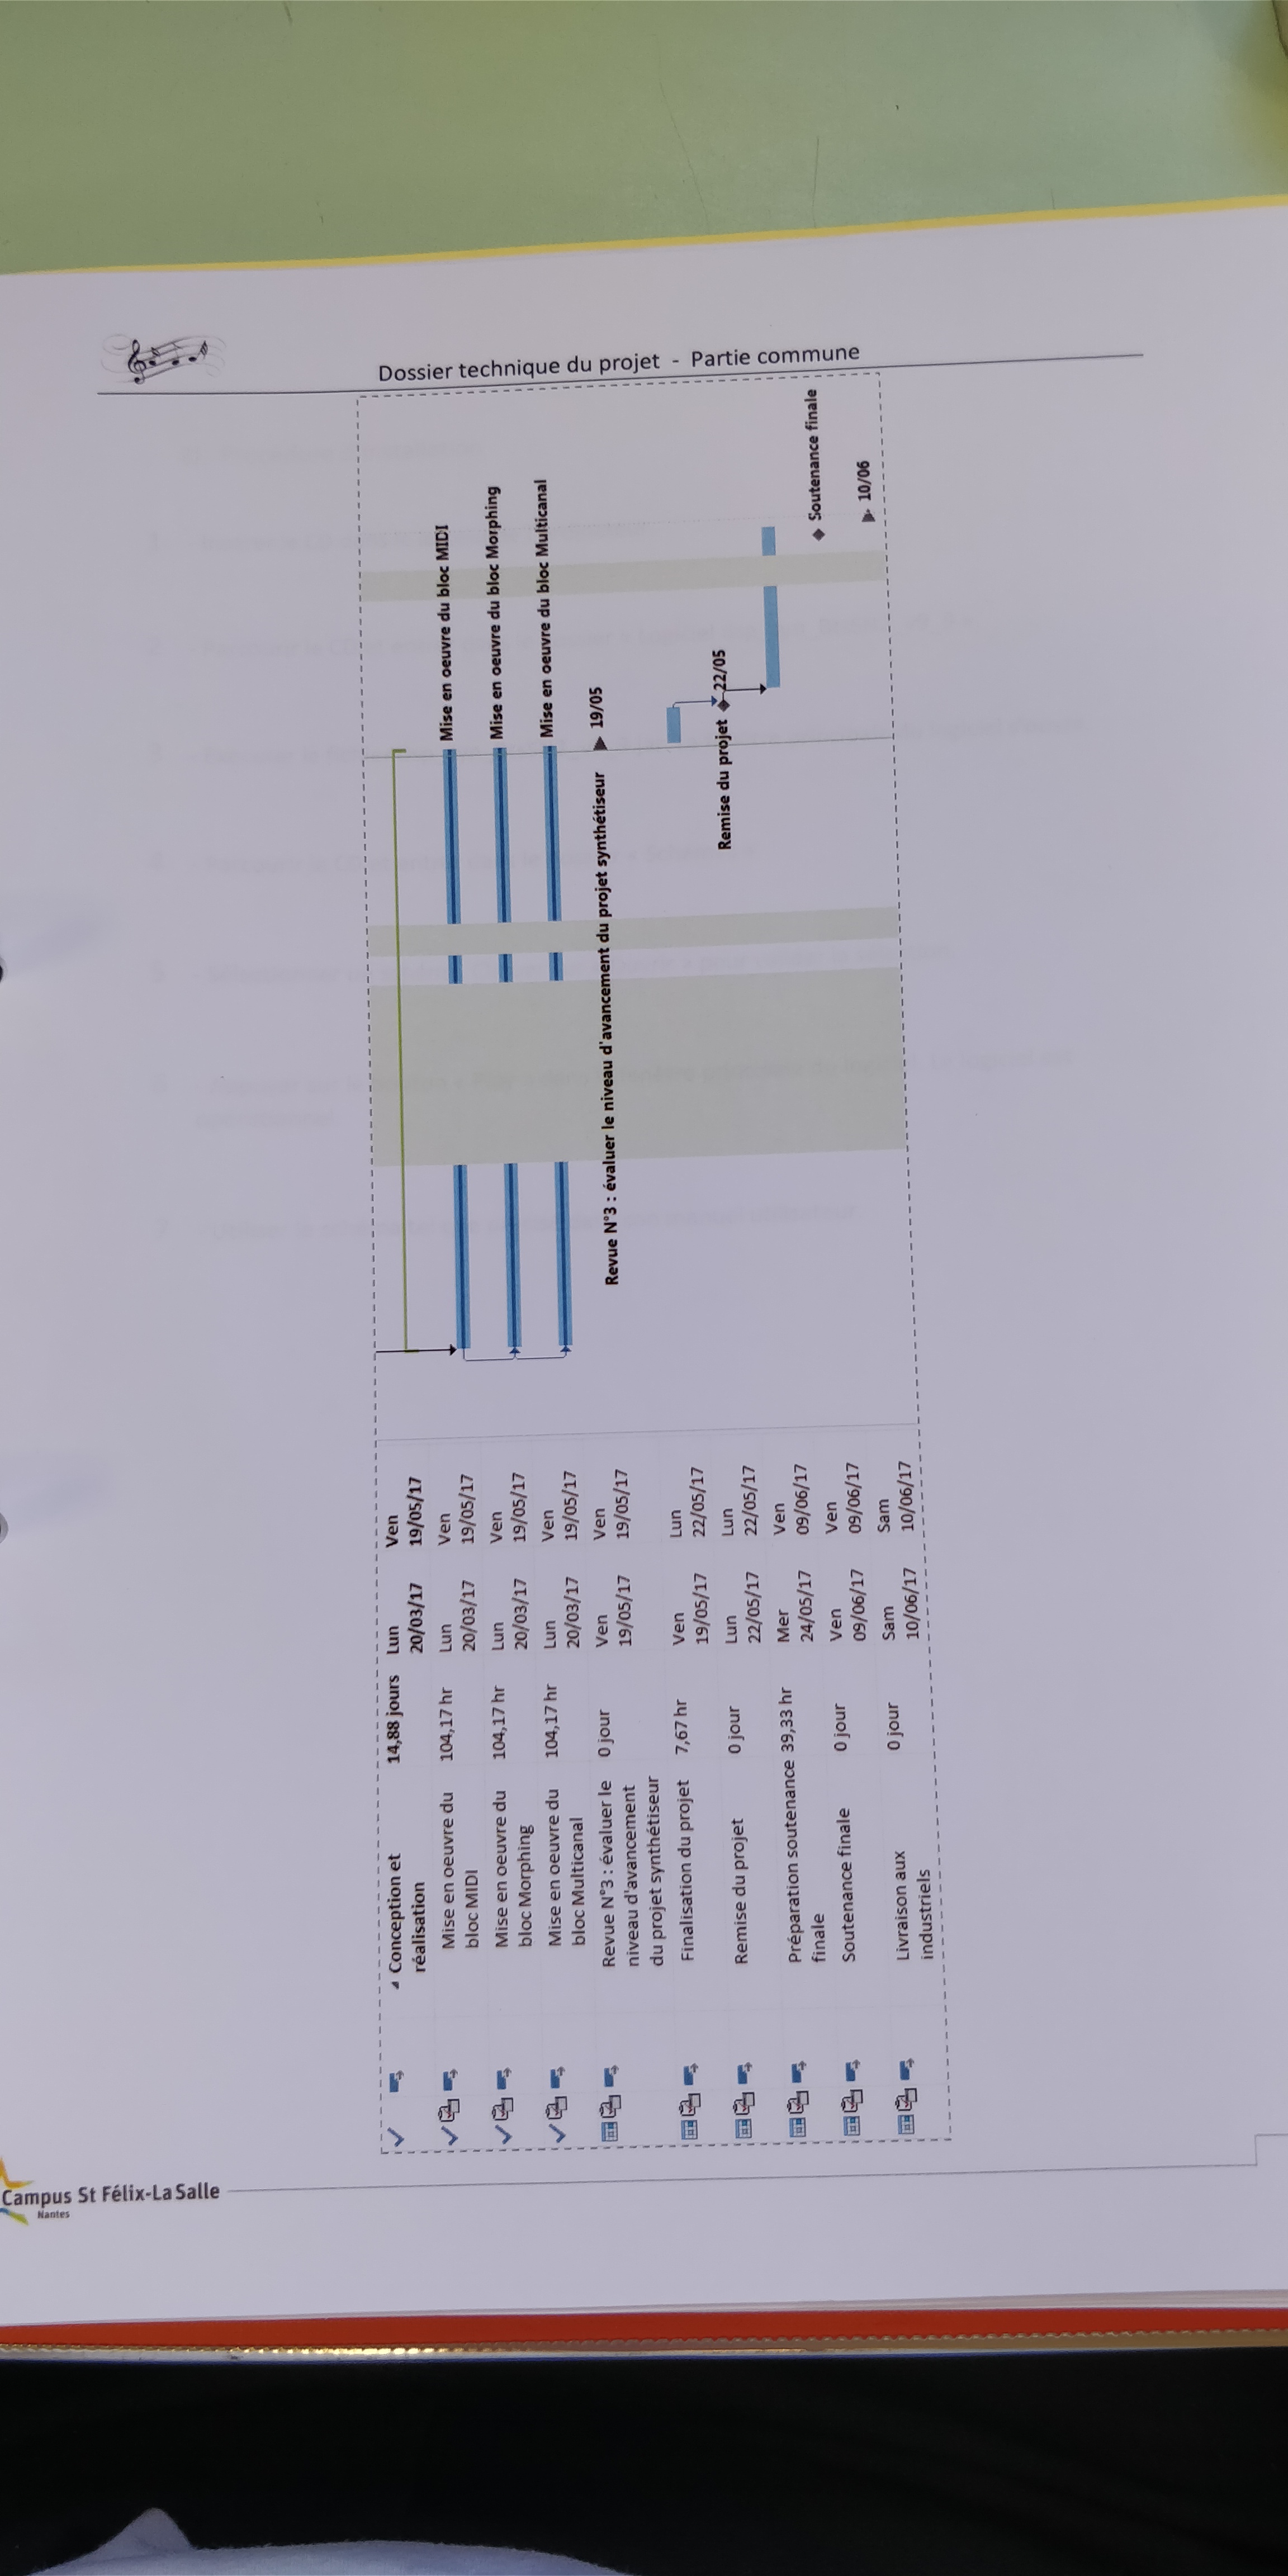 Dossier technique du projet - Partie commune
Conception et
réalisation
14,88 jours
Lun
20/03/17
Ven
19/05/17
Mise en oeuvre du
bloc MIDI
104,17 hr
Lun
20/03/17
Ven
19/05/17
Mise en oeuvre du bloc MIDI
Mise en oeuvre du
bloc Morphing
104,17 hr
Lun
20/03/17
Ven
19/05/17
Mise en oeuvre du bloc Morphing
Mise en oeuvre du
bloc Multicanal
104,17 hr
Lun
20/03/17
Ven
19/05/17
Mise en oeuvre du bloc Multicanal
Revue N°3 : évaluer le
niveau d'avancement
du projet synthétiseur
0 jour
Ven
19/05/17
Ven
19/05/17
Revue N°3 : évaluer le niveau d'avancement du projet synthétiseur
19/05
Finalisation du projet
7,67 hr
Ven
19/05/17
Lun
22/05/17
Remise du projet
0 jour
Lun
22/05/17
Lun
22/05/17
Remise du projet
22/05
Préparation soutenance
finale
39,33 hr
Mer
24/05/17
Ven
09/06/17
Soutenance finale
0 jour
Ven
09/06/17
Ven
09/06/17
Soutenance finale
Livraison aux
industriels
0 jour
Sam
10/06/17
Sam
10/06/17
10/06
Campus St Félix-La Salle
Nantes